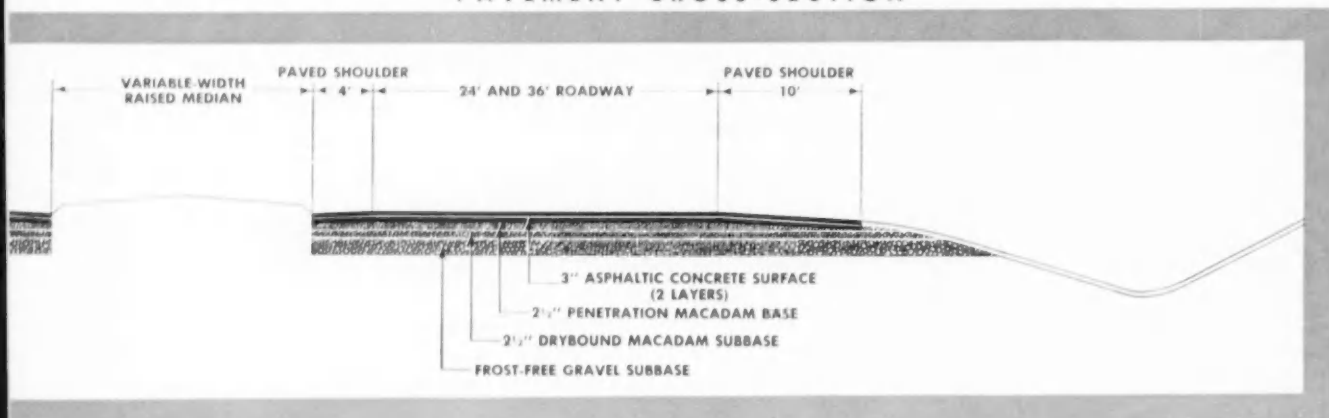 VARIABLE-WIDTH
RAISED MEDIAN
PAVED SHOULDER
4'
24' AND 36' ROADWAY
PAVED SHOULDER
10'
3" ASPHALTIC CONCRETE SURFACE
(2 LAYERS)
2½" PENETRATION MACADAM BASE
2½" DRYBOUND MACADAM SUBBASE
FROST-FREE GRAVEL SUBBASE